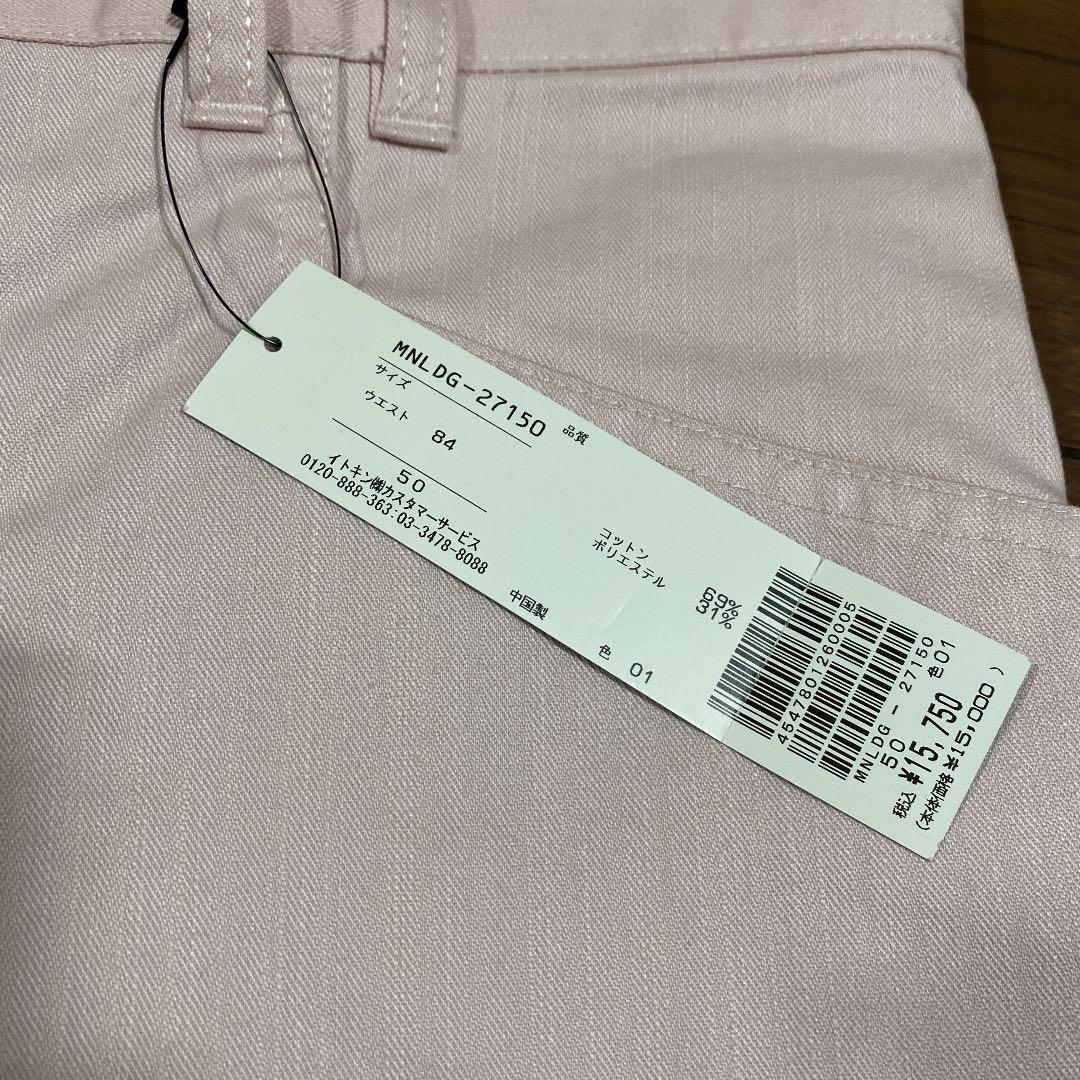 MNLDG-27150
サイズ
ウエスト
84
50
イトキン㈱カスタマーサービス
0120-888-363:03-3478-8088
品質
コットン 69%
ポリエステル 31%
中国製
色 01
4547801260005
MNLDG - 27150
50 色01
税込 ¥15,750
(本体価格 ¥15,000 )